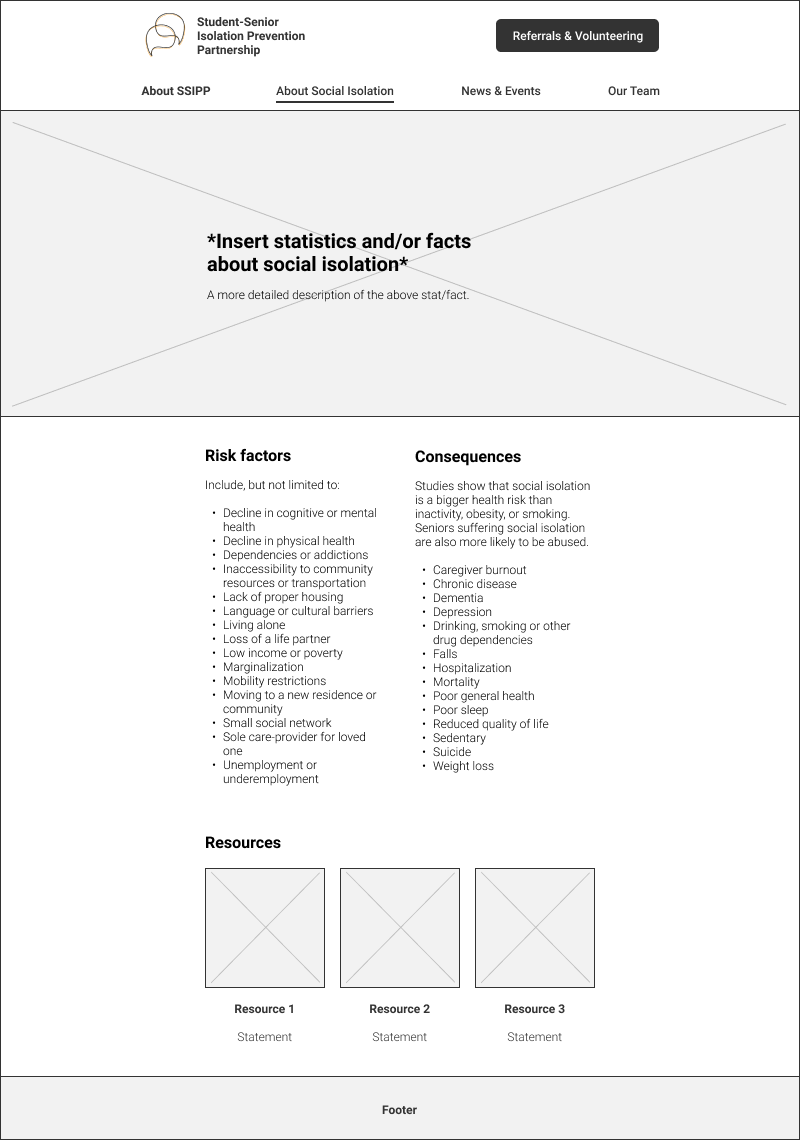 Student-Senior
Isolation Prevention
Partnership
Referrals & Volunteering
About SSIPP
About Social Isolation
News & Events
Our Team
*Insert statistics and/or facts
about social isolation*
A more detailed description of the above stat/fact.
Risk factors
Include, but not limited to:
• Decline in cognitive or mental
health
• Decline in physical health
• Dependencies or addictions
• Inaccessibility to community
resources or transportation
• Lack of proper housing
• Language or cultural barriers
• Living alone
• Loss of a life partner
• Low income or poverty
• Marginalization
• Mobility restrictions
• Moving to a new residence or
community
• Small social network
• Sole care-provider for loved
one
• Unemployment or
underemployment
Consequences
Studies show that social isolation
is a bigger health risk than
inactivity, obesity, or smoking.
Seniors suffering social isolation
are also more likely to be abused.
• Caregiver burnout
• Chronic disease
• Dementia
• Depression
• Drinking, smoking or other
drug dependencies
• Falls
• Hospitalization
• Mortality
• Poor general health
• Poor sleep
• Reduced quality of life
• Sedentary
• Suicide
• Weight loss
Resources
Resource 1
Statement
Resource 2
Statement
Resource 3
Statement
Footer